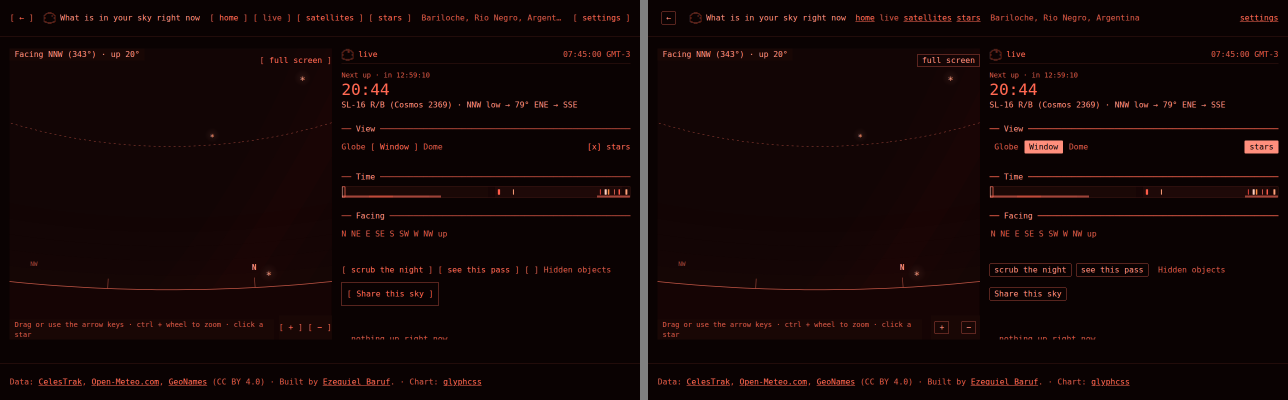 [ ← ] What is in your sky right now [ home ] [ live ] [ satellites ] [ stars ] Bariloche, Río Negro, Argent… [ settings ]
Facing NNW (343°) · up 20°
[ full screen ]
NW
N
Drag or use the arrow keys · ctrl + wheel to zoom · click a
star
[ + ] [ − ]
live 07:45:00 GMT-3
Next up · in 12:59:10
20:44
SL-16 R/B (Cosmos 2369) · NNW low → 79° ENE → SSE
View
Globe [ Window ] Dome [x] stars
Time
Facing
N NE E SE S SW W NW up
[ scrub the night ] [ see this pass ] [ ] Hidden objects
[ Share this sky ]
nothing up right now
Data: CelesTrak, Open-Meteo.com, GeoNames (CC BY 4.0) · Built by Ezequiel Baruf. · Chart: glyphcss
← What is in your sky right now home live satellites stars Bariloche, Río Negro, Argentina settings
Facing NNW (343°) · up 20°
full screen
NW
N
Drag or use the arrow keys · ctrl + wheel to zoom · click a
star
+ −
live 07:45:00 GMT-3
Next up · in 12:59:10
20:44
SL-16 R/B (Cosmos 2369) · NNW low → 79° ENE → SSE
View
Globe Window Dome stars
Time
Facing
N NE E SE S SW W NW up
scrub the night see this pass Hidden objects
Share this sky
nothing up right now
Data: CelesTrak, Open-Meteo.com, GeoNames (CC BY 4.0) · Built by Ezequiel Baruf. · Chart: glyphcss